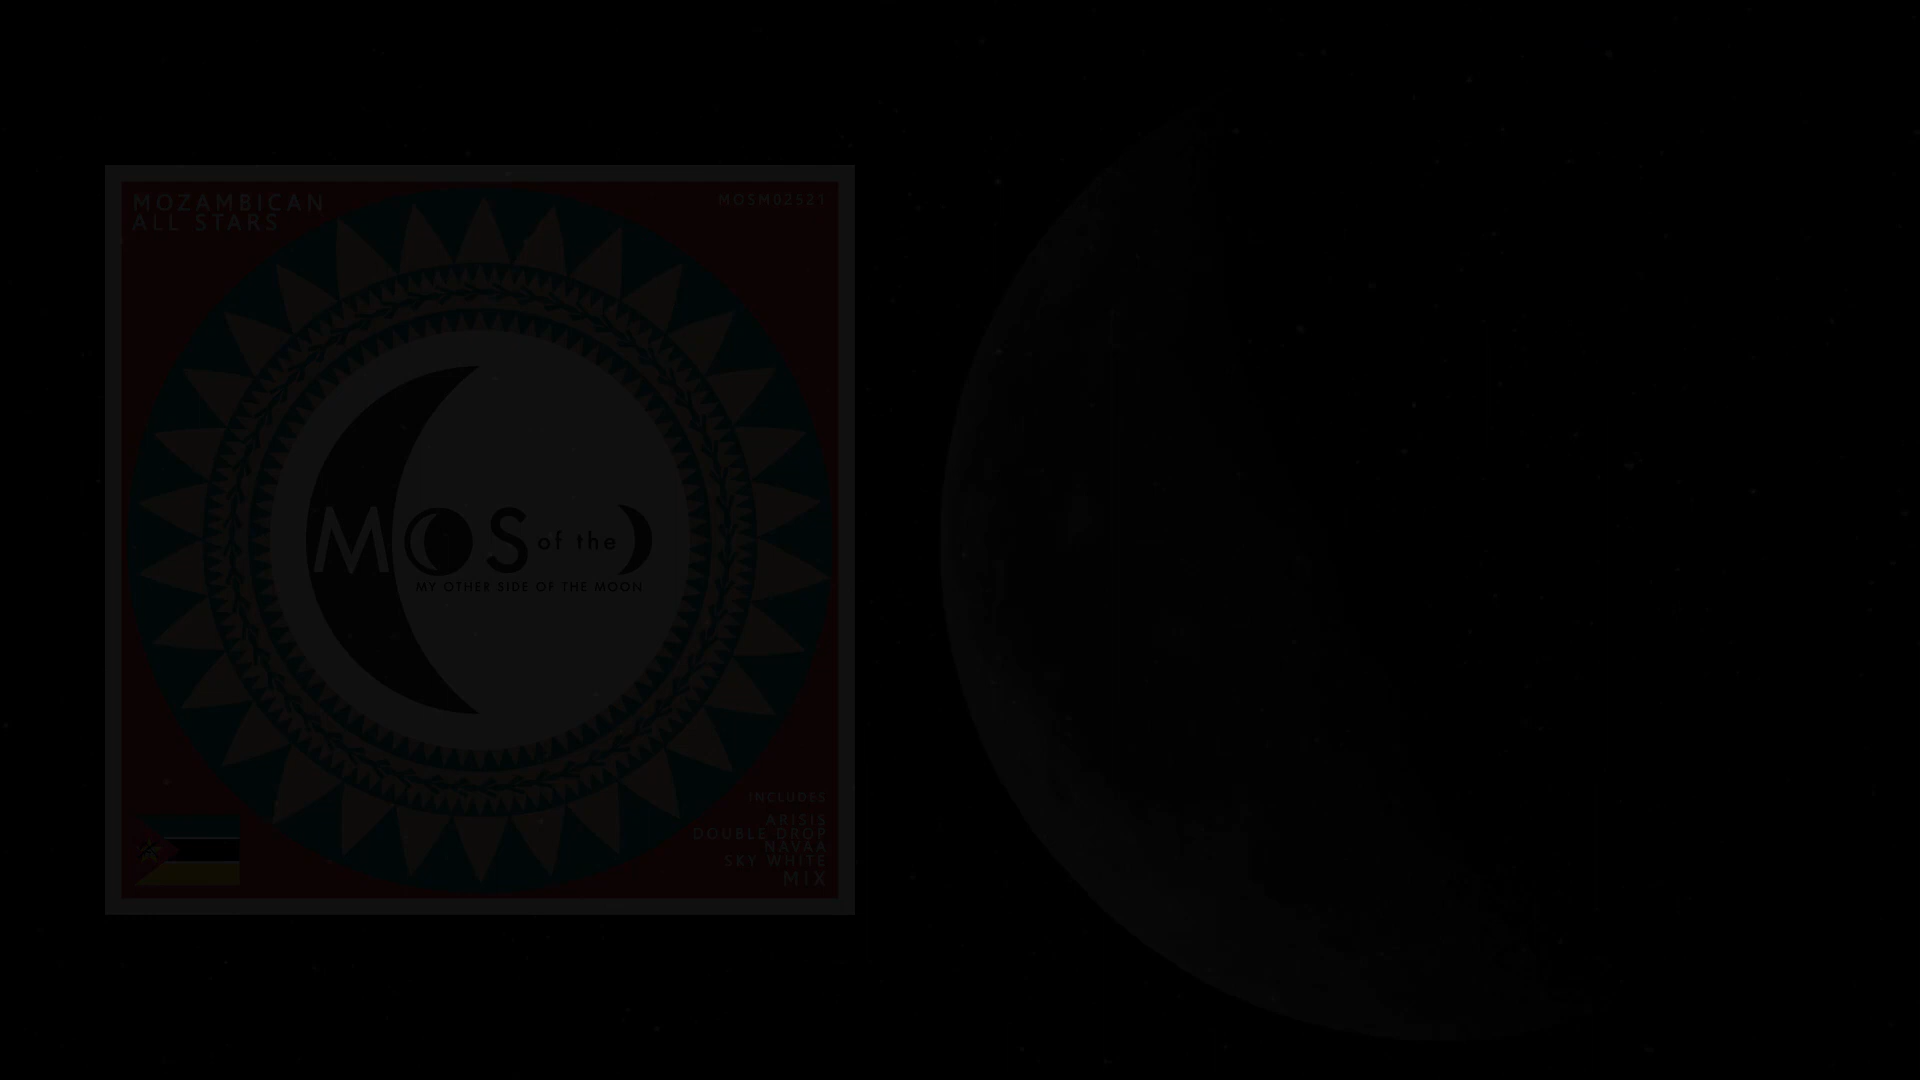 MOZAMBICAN
ALL STARS
MOSM02521
MOS of the
MY OTHER SIDE OF THE MOON
INCLUDES
ARISIS
DOUBLE DROP
NAVAA
SKY WHITE
MIX